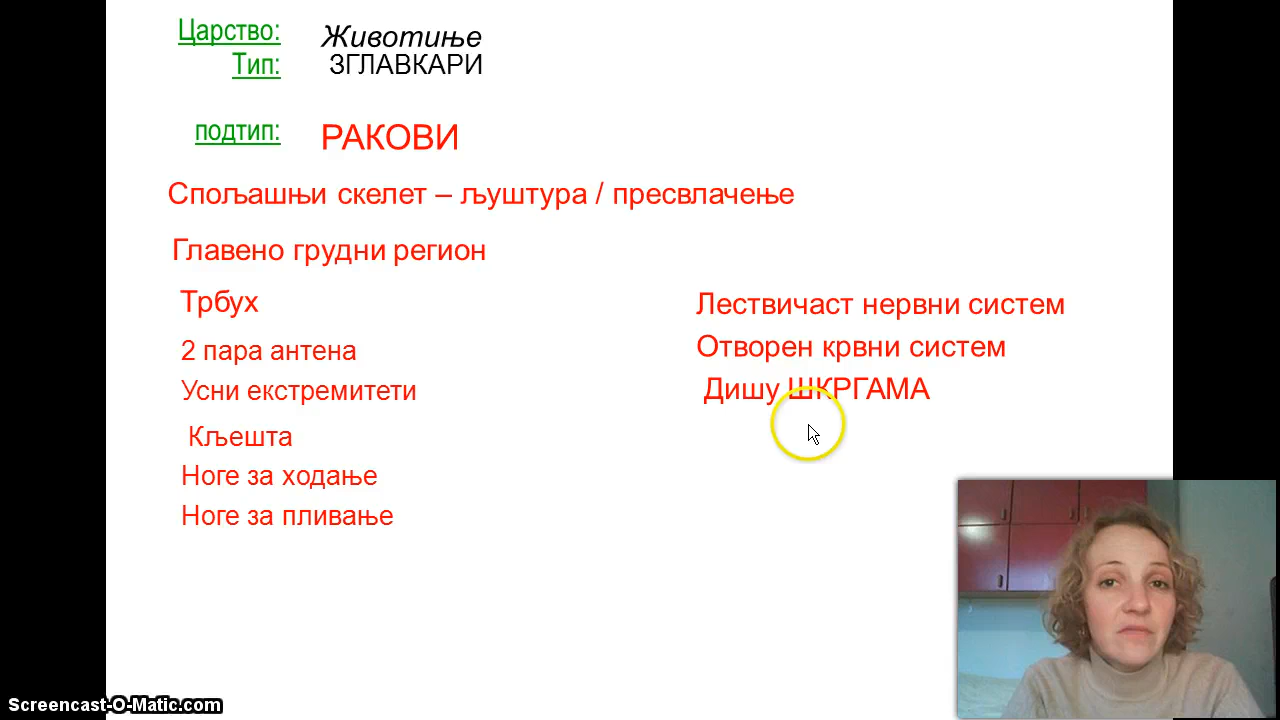 Царство: Животиње
Тип: ЗГЛАВКАРИ
подтип: РАКОВИ
Спољашњи скелет – љуштура / пресвлачење
Главено грудни регион
Трбух
2 пара антена
Усни екстремитети
Кљешта
Ноге за ходање
Ноге за пливање
Лествичаст нервни систем
Отворен крвни систем
Дишу ШКРГАМА
Screencast-O-Matic.com